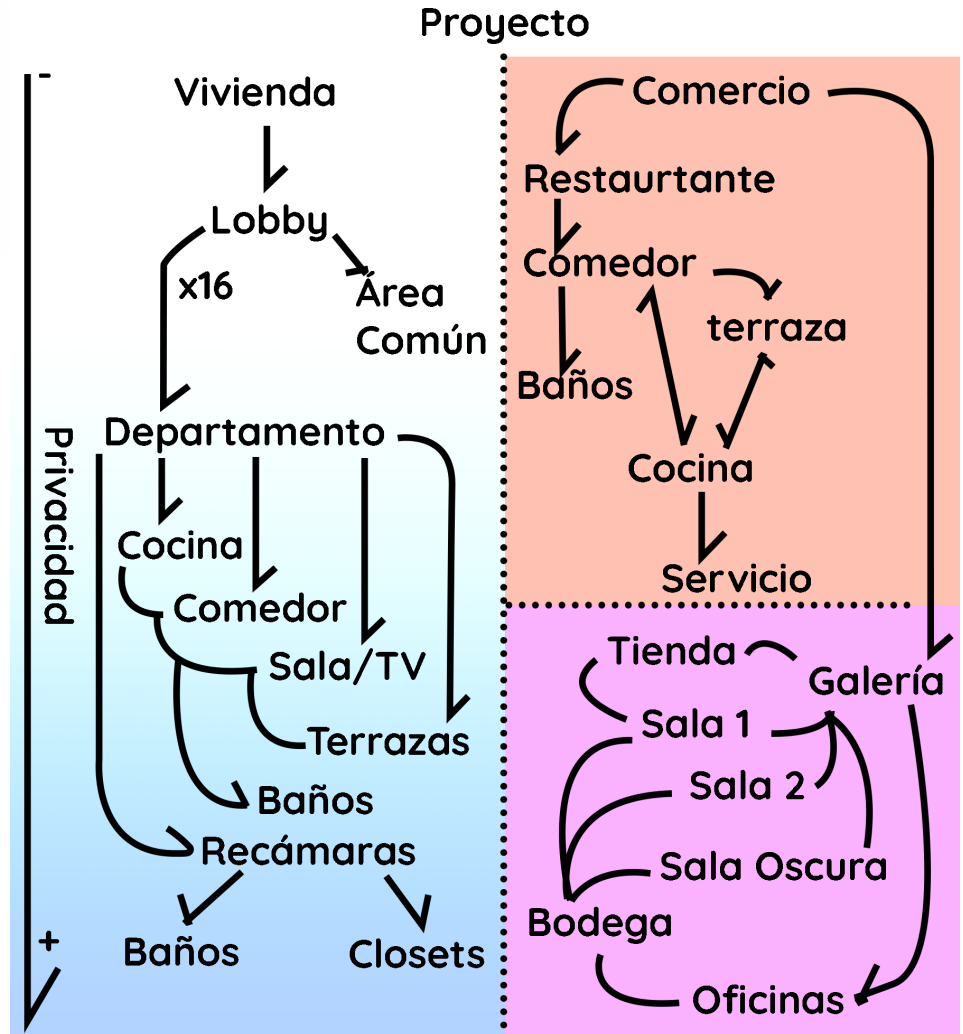 Proyecto
-
Vivienda
Lobby
x16
Área
Común
Privacidad
Departamento
Cocina
Comedor
Sala/TV
Terrazas
Baños
Recámaras
+
Baños
Closets
Comercio
Restaurtante
Comedor
terraza
Baños
Cocina
Servicio
Tienda
Galería
Sala 1
Sala 2
Sala Oscura
Bodega
Oficinas